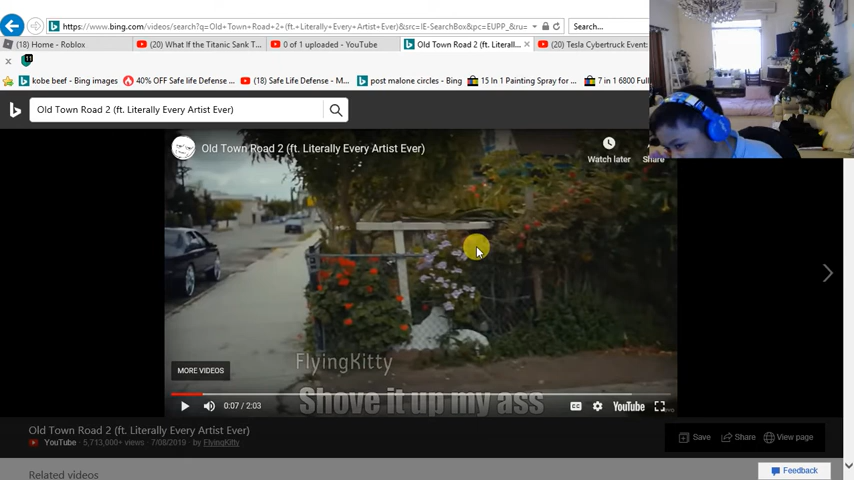 https://www.bing.com/videos/search?q=Old+Town+Road+2+(ft.+Literally+Every+Artist+Ever)&src=IE-SearchBox&pc=EUPP_&ru=
Search...
(18) Home - Roblox
(20) What If the Titanic Sank T...
0 of 1 uploaded - YouTube
Old Town Road 2 (ft. Literally...
(20) Tesla Cybertruck Event:
kobe beef - Bing images
40% OFF Safe life Defense ...
(18) Safe Life Defense - M...
post malone circles - Bing
15 In 1 Painting Spray for ...
7 in 1 6800 Full
Old Town Road 2 (ft. Literally Every Artist Ever)
Old Town Road 2 (ft. Literally Every Artist Ever)
Watch later
Share
MORE VIDEOS
FlyingKitty
Shove it up my ass
0:07 / 2:03
YouTube
Old Town Road 2 (ft. Literally Every Artist Ever)
YouTube 5,713,000+ views 7/08/2019 by FlyingKitty
Save
Share
View page
Related videos
Feedback